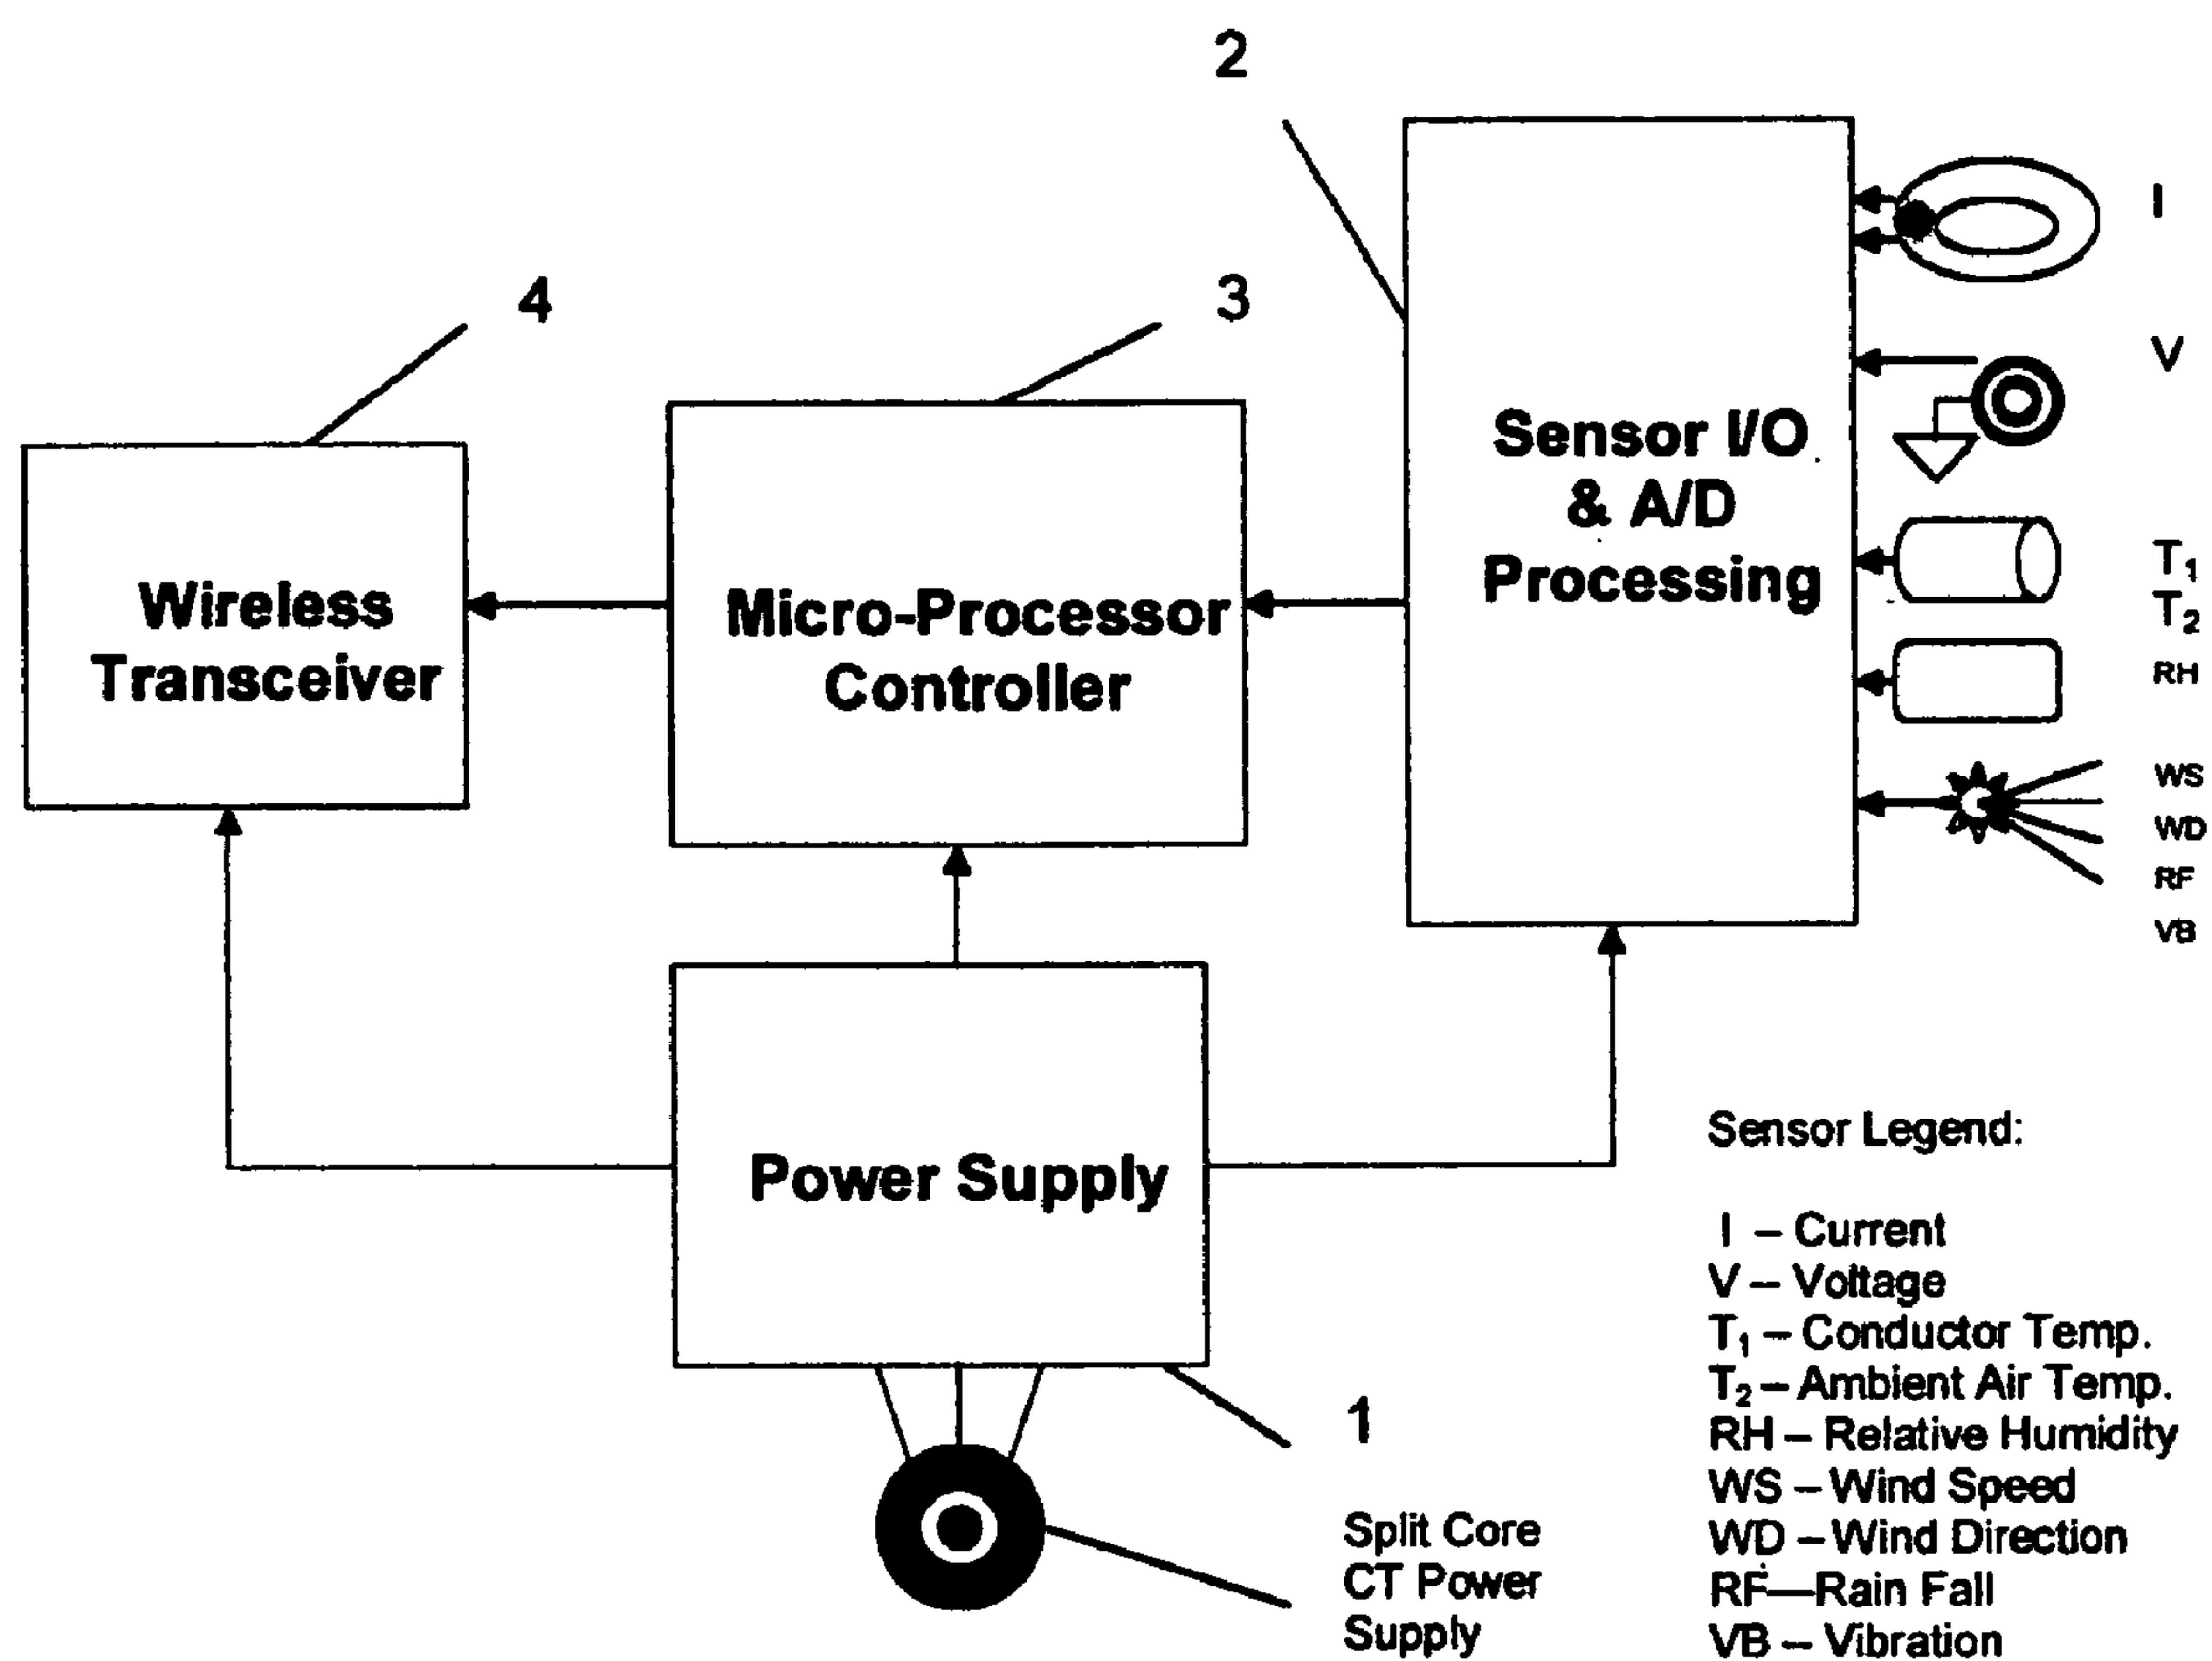 2
I
4
3
V
Sensor I/O
& A/D
Processing
T₁
T₂
Wireless
Transceiver
Micro-Processor
Controller
RH
WS
WD
RF
VB
Sensor Legend:
Power Supply
I – Current
V – Voltage
T₁ – Conductor Temp.
T₂ – Ambient Air Temp.
RH – Relative Humidity
WS – Wind Speed
WD – Wind Direction
RF—Rain Fall
VB – Vibration
1
Split Core
CT Power
Supply